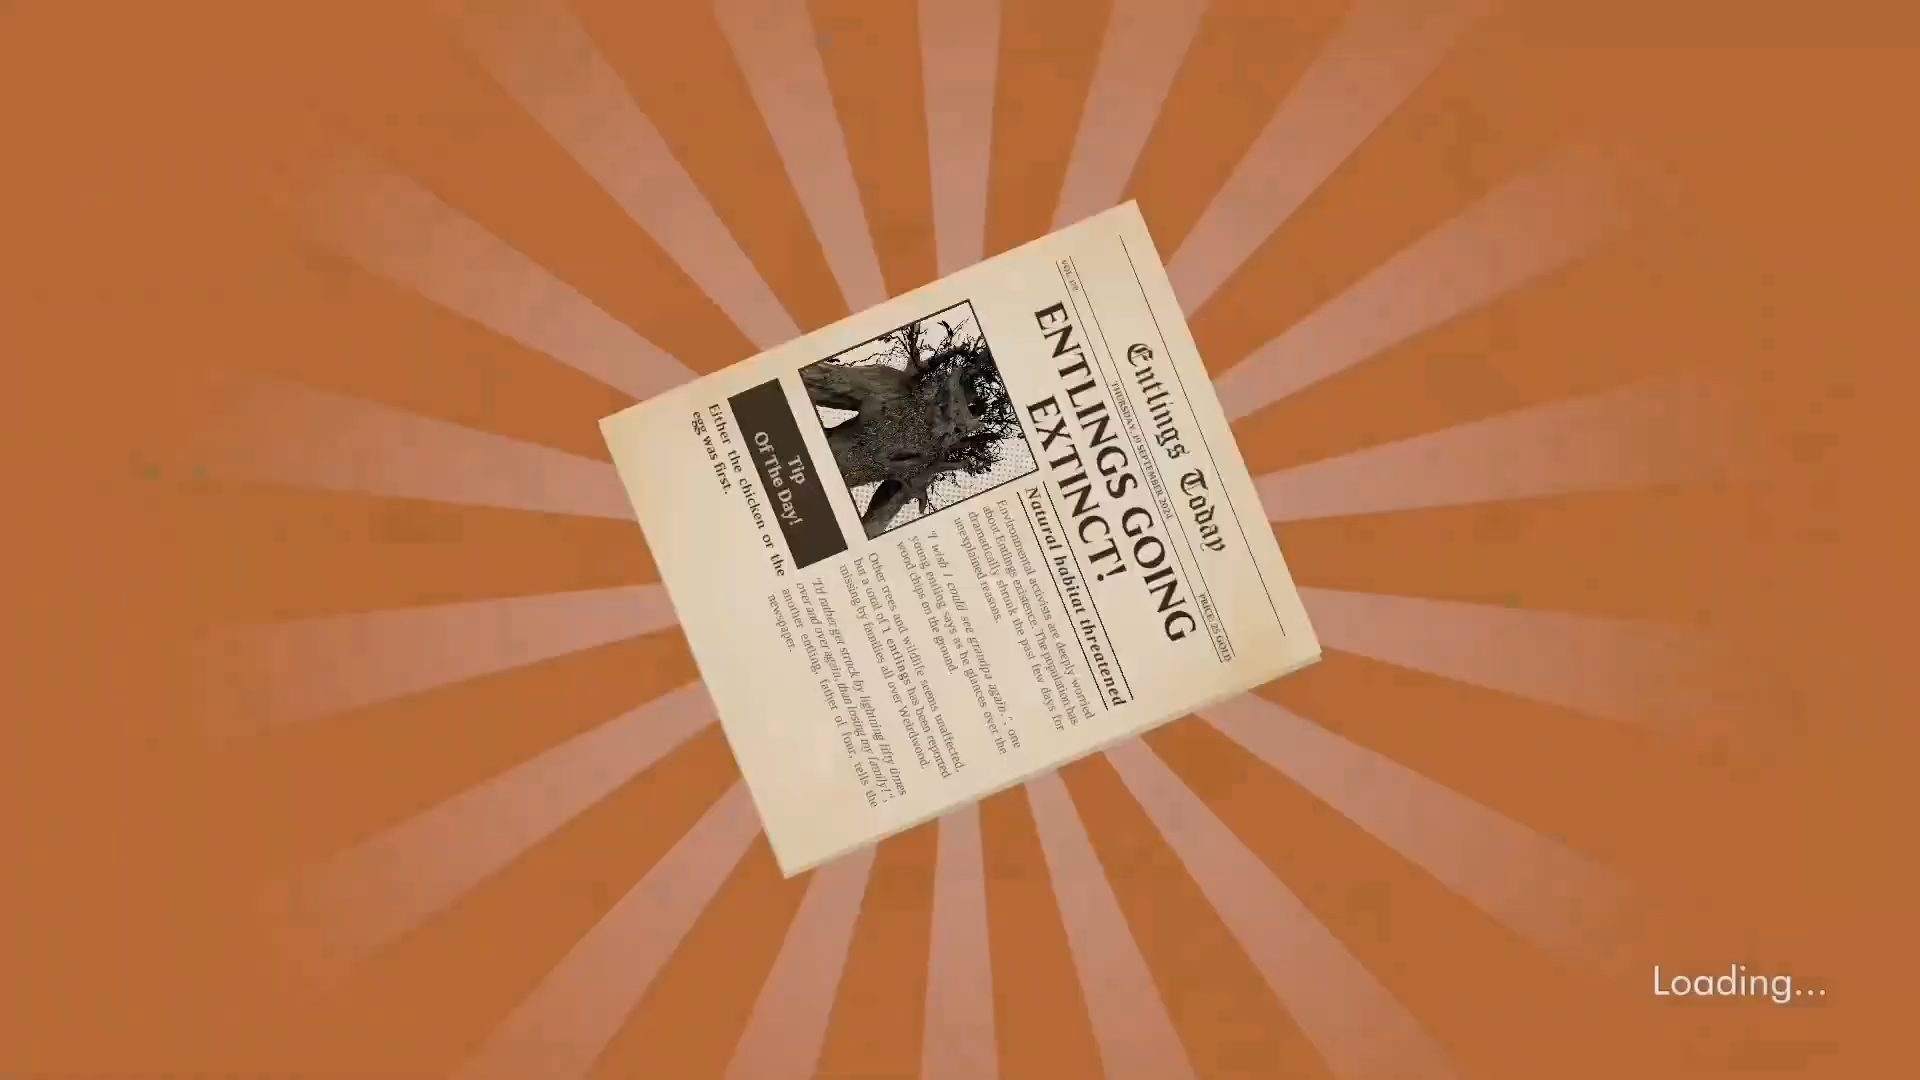 Entlings Today
VOL. 170
THURSDAY, 19 SEPTEMBER 2024
PRICE: 25 GOLD
ENTLINGS GOING
EXTINCT!
Natural habitat threatened
Environmental activists are deeply worried
about Entlings existence. The population has
dramatically shrunk the past few days for
unexplained reasons.
"I wish I could see grandpa again.", one
young entling says as he glances over the
wood chips on the ground.
Other trees and wildlife seems unaffected,
but a total of 1 entlings has been reported
missing by families all over Weirdwood.
"I'd rather get struck by lightning fifty times
over and over again, than losing my family!",
another entling, father of four, tells the
newspaper.
Tip
Of The Day!
Either the chicken or the
egg was first.
Loading...